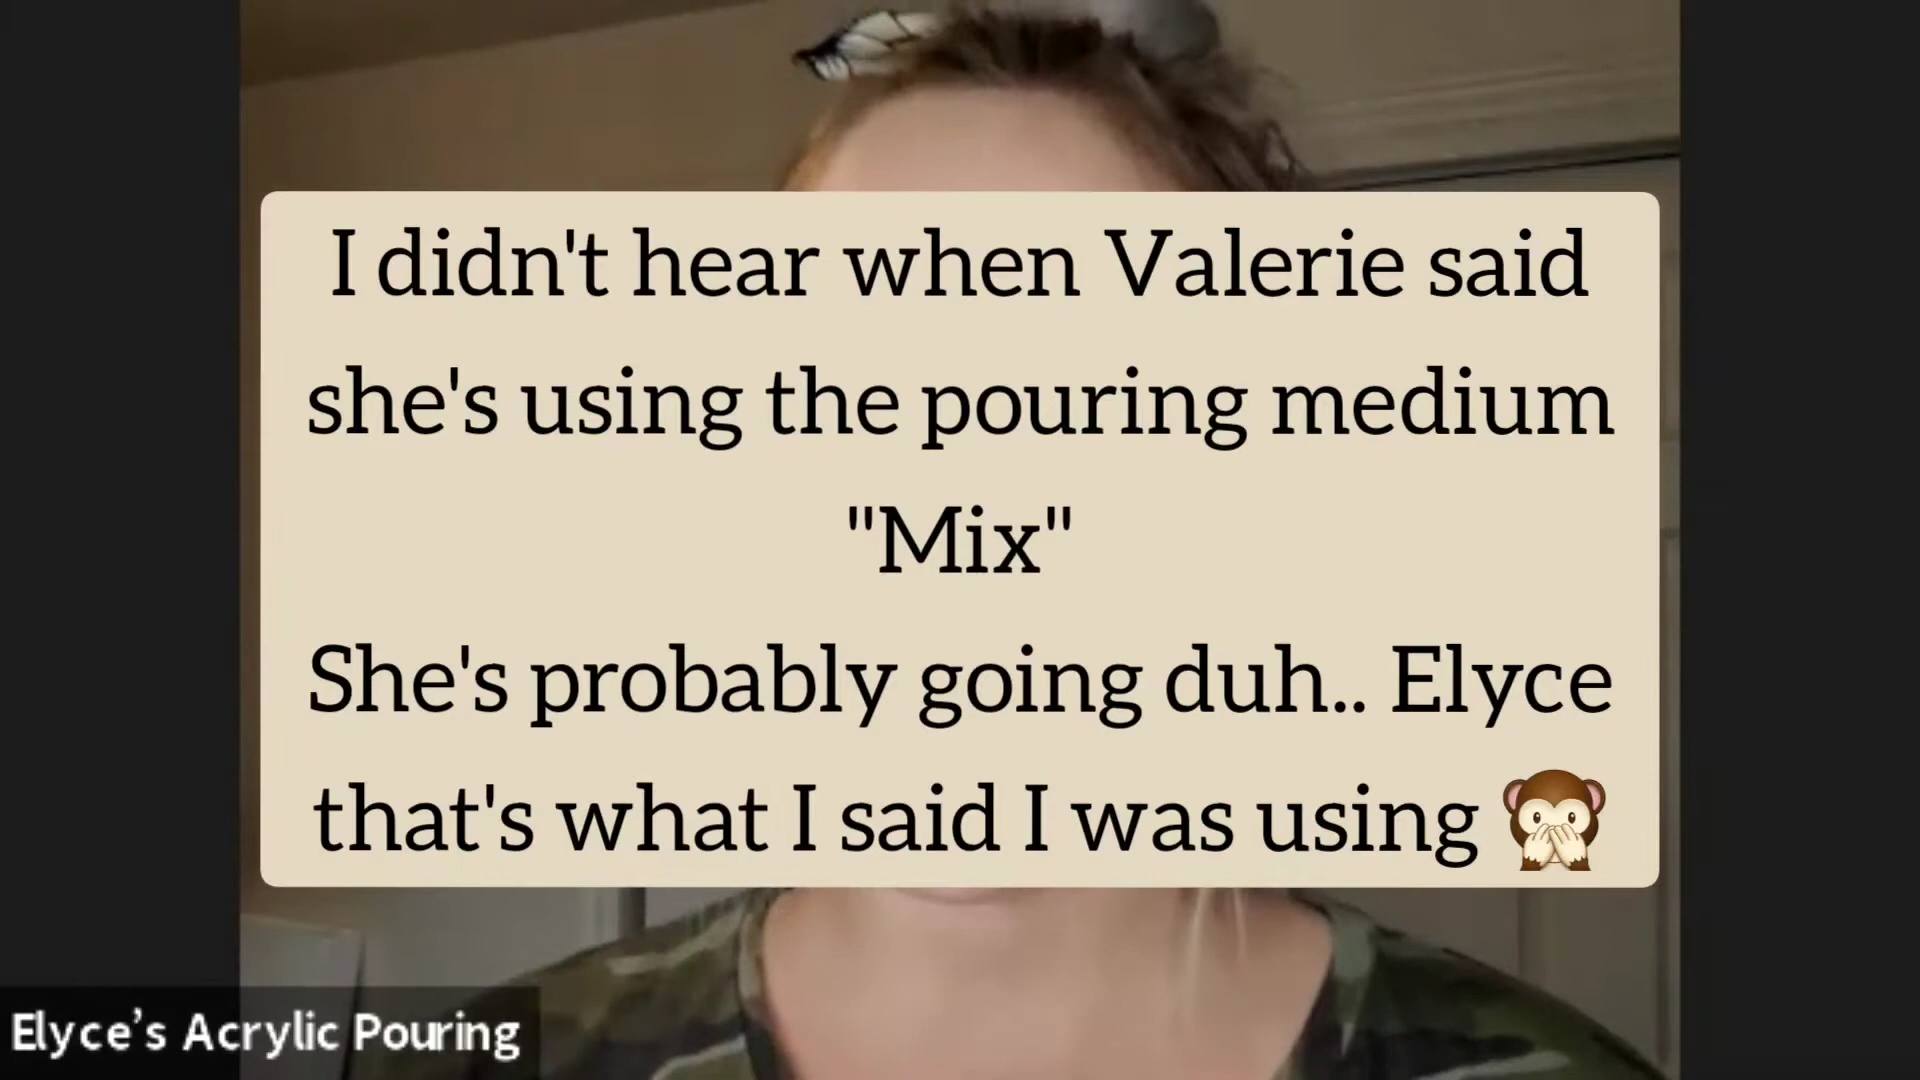 I didn't hear when Valerie said
she's using the pouring medium
"Mix"
She's probably going duh.. Elyce
that's what I said I was using 🙊
Elyce’s Acrylic Pouring